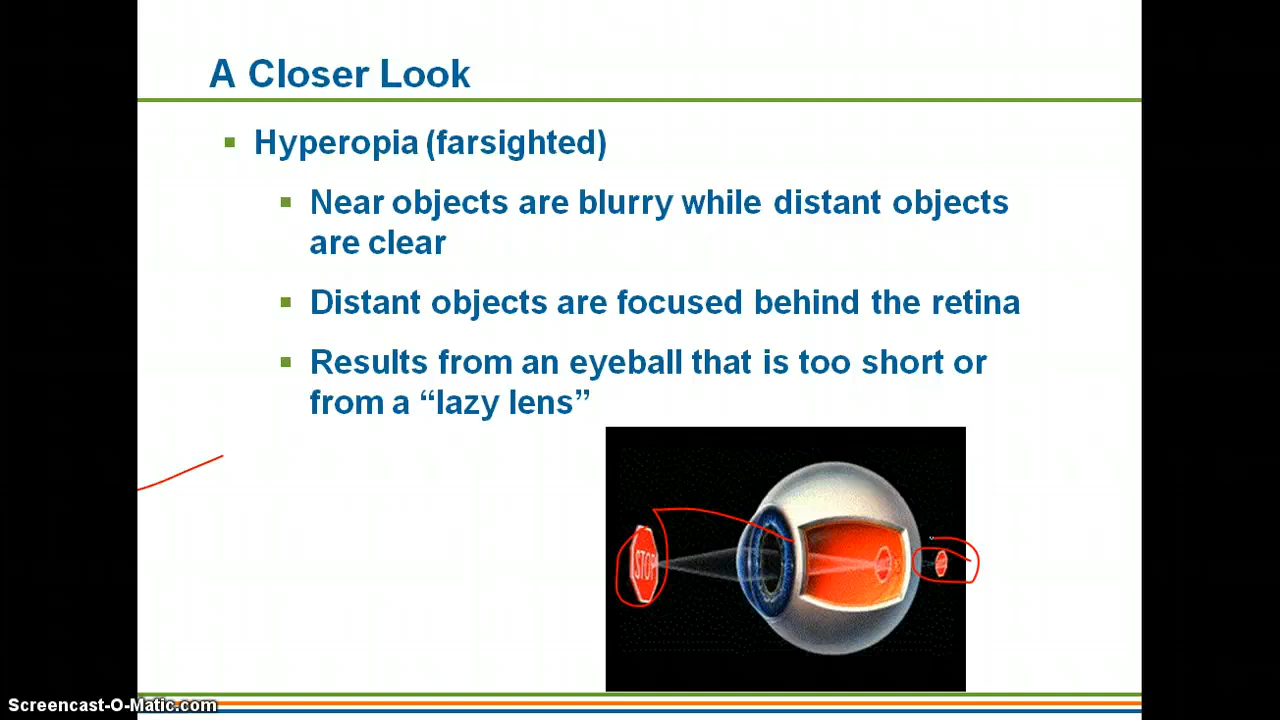 A Closer Look
Hyperopia (farsighted)
Near objects are blurry while distant objects
are clear
Distant objects are focused behind the retina
Results from an eyeball that is too short or
from a “lazy lens”
STOP
Screencast-O-Matic.com